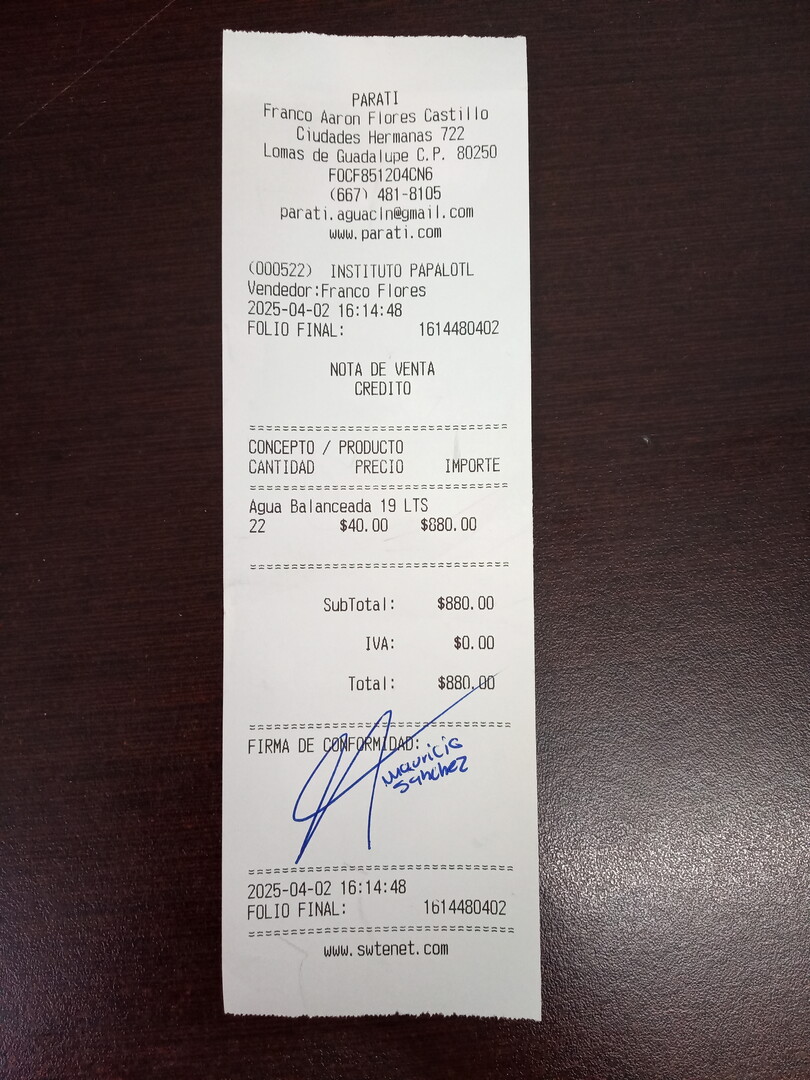 PARATI
Franco Aaron Flores Castillo
Ciudades Hermanas 722
Lomas de Guadalupe C.P. 80250
FOCF851204CN6
(667) 481-8105
parati.aguacln@gmail.com
www.parati.com
(000522) INSTITUTO PAPALOTL
Vendedor:Franco Flores
2025-04-02 16:14:48
FOLIO FINAL: 1614480402
NOTA DE VENTA
CREDITO
CONCEPTO / PRODUCTO
CANTIDAD PRECIO IMPORTE
Agua Balanceada 19 LTS
22 $40.00 $880.00
SubTotal: $880.00
IVA: $0.00
Total: $880.00
FIRMA DE CONFORMIDAD:
Mauricio
Sanchez
2025-04-02 16:14:48
FOLIO FINAL: 1614480402
www.swtenet.com